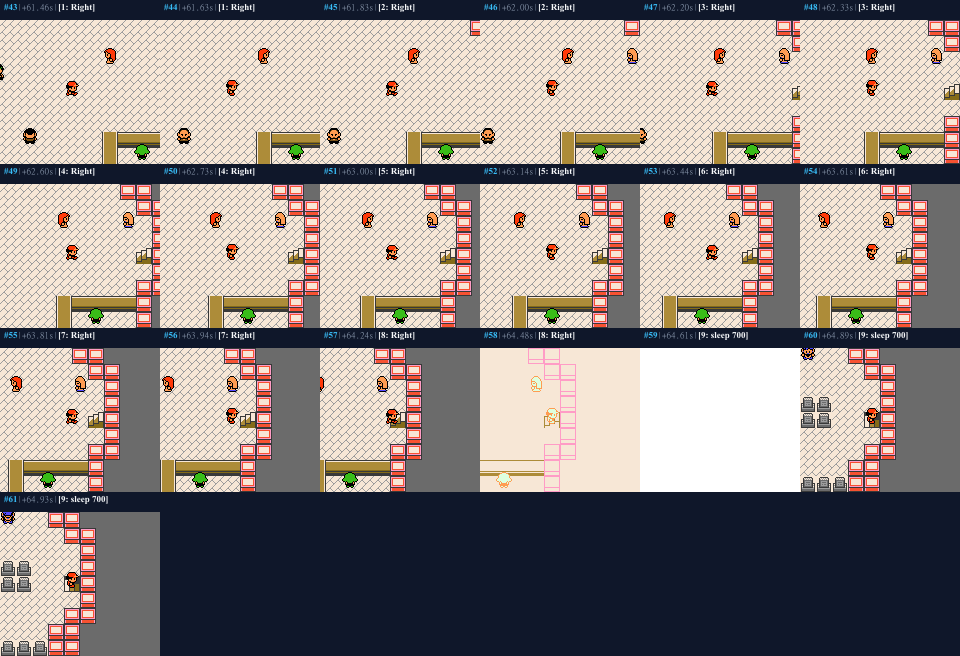 #43|+61.46s|[1: Right]
#44|+61.63s|[1: Right]
#45|+61.83s|[2: Right]
#46|+62.00s|[2: Right]
#47|+62.20s|[3: Right]
#48|+62.33s|[3: Right]
#49|+62.60s|[4: Right]
#50|+62.73s|[4: Right]
#51|+63.00s|[5: Right]
#52|+63.14s|[5: Right]
#53|+63.44s|[6: Right]
#54|+63.61s|[6: Right]
#55|+63.81s|[7: Right]
#56|+63.94s|[7: Right]
#57|+64.24s|[8: Right]
#58|+64.48s|[8: Right]
#59|+64.61s|[9: sleep 700]
#60|+64.89s|[9: sleep 700]
#61|+64.93s|[9: sleep 700]